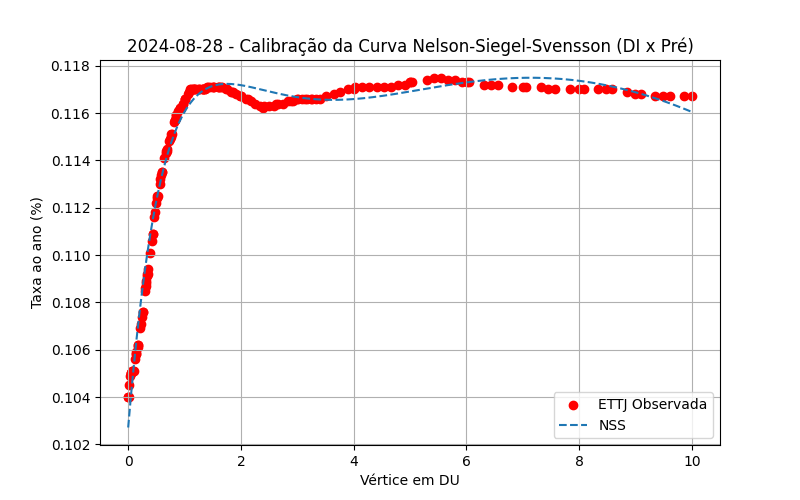 2024-08-28 - Calibração da Curva Nelson-Siegel-Svensson (DI x Pré)
Taxa ao ano (%)
0.118
0.116
0.114
0.112
0.110
0.108
0.106
0.104
0.102
0 2 4 6 8 10
Vértice em DU
ETTJ Observada
NSS